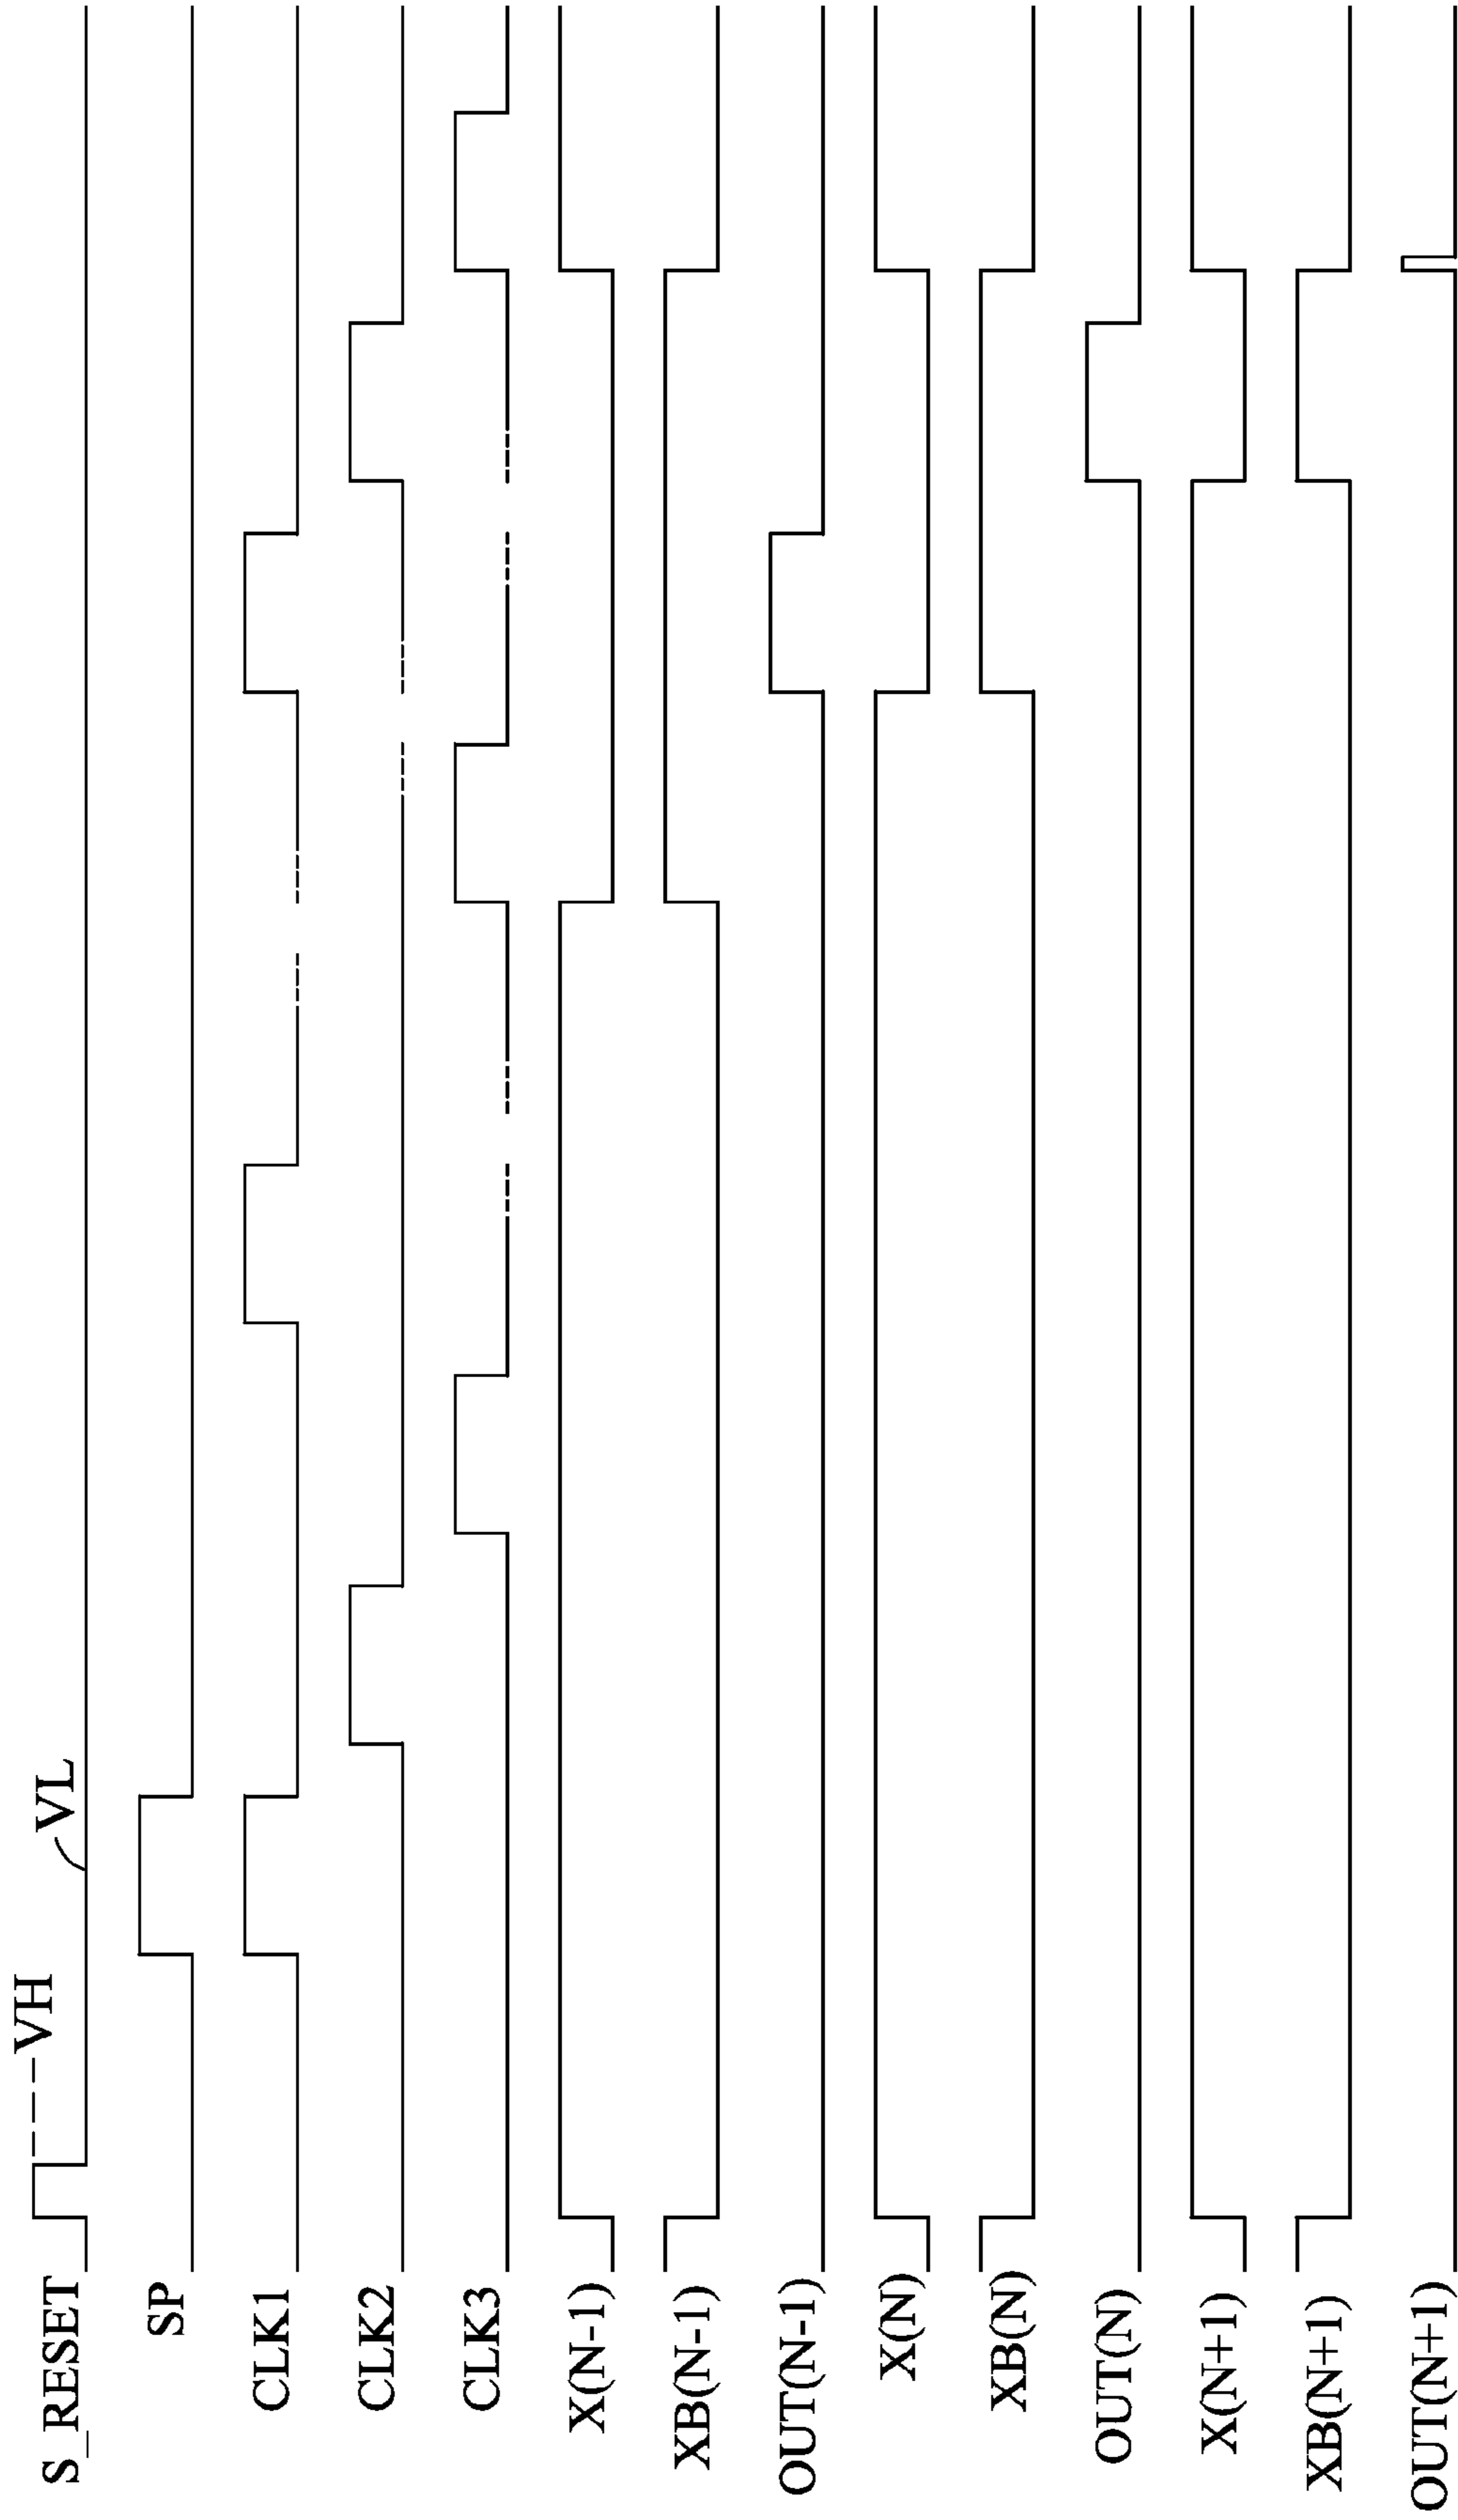 S_RESET
VH
VL
SP
CLK1
CLK2
CLK3
X(N-1)
XB(N-1)
OUT(N-1)
X(N)
XB(N)
OUT(N)
X(N+1)
XB(N+1)
OUT(N+1)